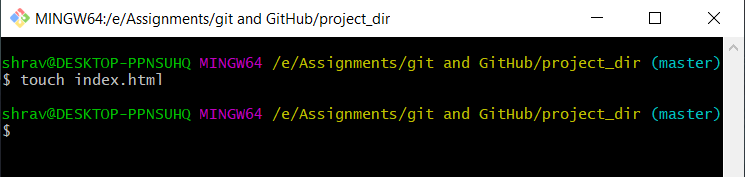 MINGW64:/e/Assignments/git and GitHub/project_dir
shrav@DESKTOP-PPNSUHQ MINGW64 /e/Assignments/git and GitHub/project_dir (master)
$ touch index.html
shrav@DESKTOP-PPNSUHQ MINGW64 /e/Assignments/git and GitHub/project_dir (master)
$